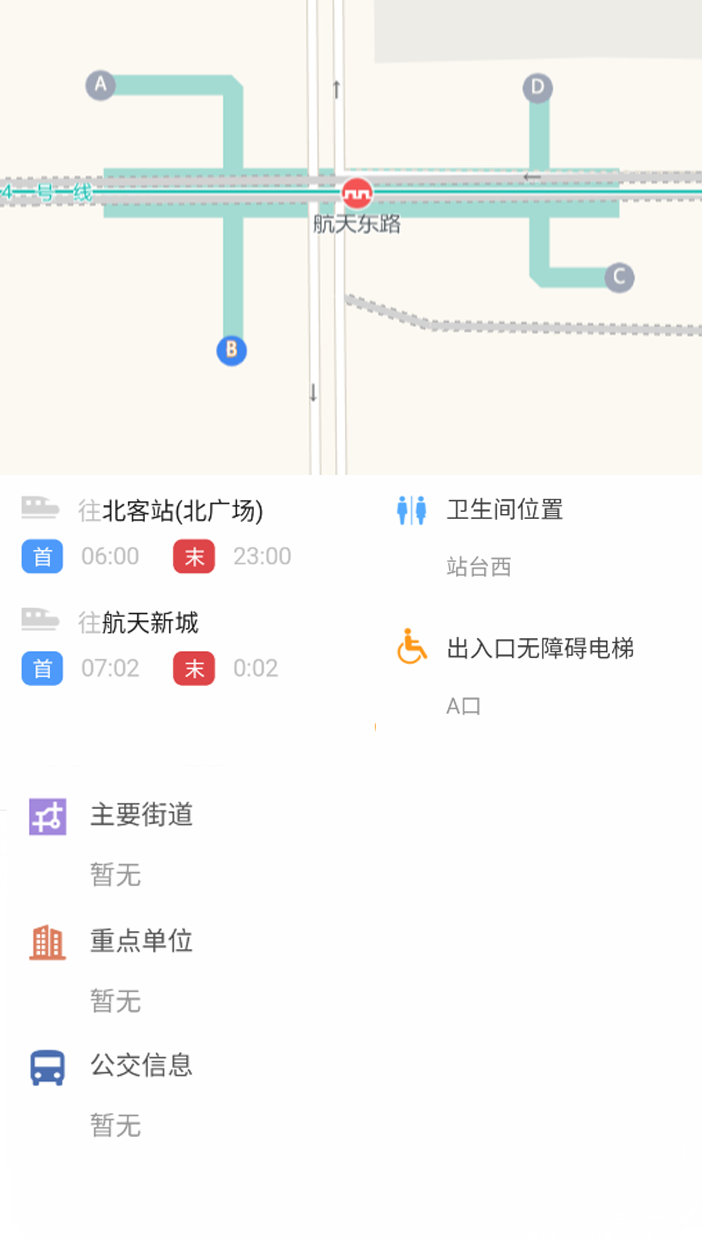 A
D
4号线
航天东路
C
B
往北客站(北广场)
首 06:00 末 23:00
往航天新城
首 07:02 末 0:02
卫生间位置
站台西
出入口无障碍电梯
A口
主要街道
暂无
重点单位
暂无
公交信息
暂无